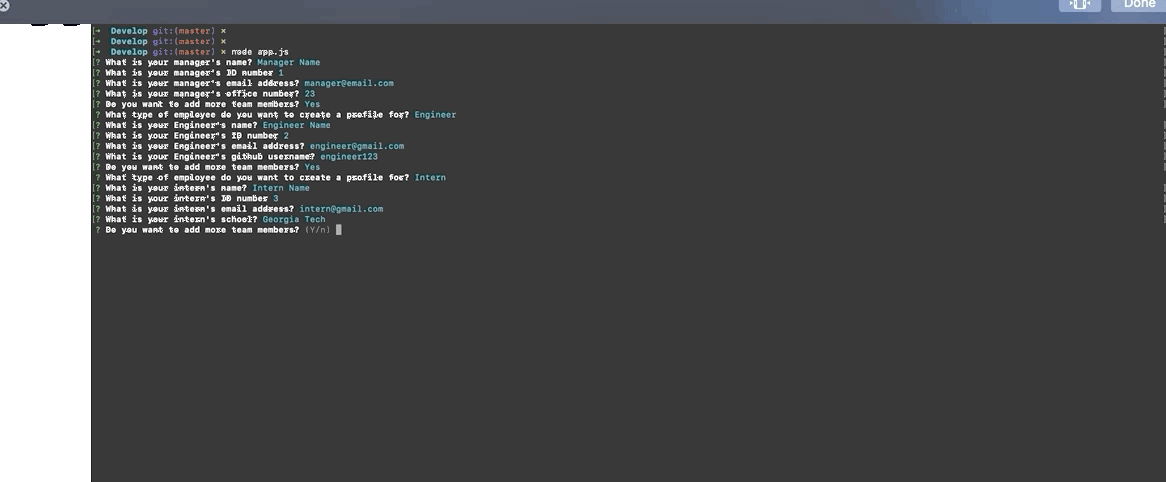 Done
[→ Develop git:(master) ×
[→ Develop git:(master) ×
[→ Develop git:(master) × node app.js
[? What is your manager's name? Manager Name
[? What is your manager's ID number 1
[? What is your manager's email address? manager@email.com
[? What is your manager's office number? 23
[? Do you want to add more team members? Yes
? What type of employee do you want to create a profile for? Engineer
[? What is your Engineer's name? Engineer Name
[? What is your Engineer's ID number 2
[? What is your Engineer's email address? engineer@gmail.com
[? What is your Engineer's github username? engineer123
[? Do you want to add more team members? Yes
? What type of employee do you want to create a profile for? Intern
[? What is your intern's name? Intern Name
[? What is your intern's ID number 3
[? What is your intern's email address? intern@gmail.com
[? What is your intern's school? Georgia Tech
? Do you want to add more team members? (Y/n)